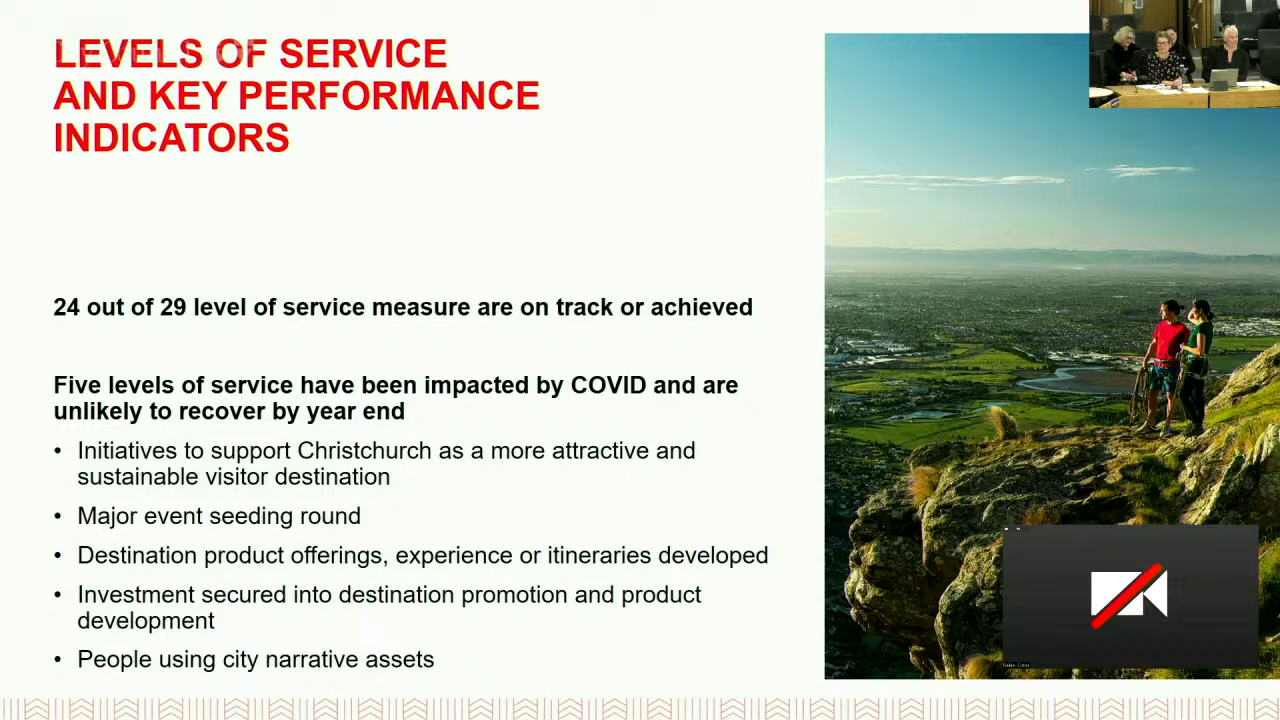 LEVELS OF SERVICE
AND KEY PERFORMANCE
INDICATORS
24 out of 29 level of service measure are on track or achieved
Five levels of service have been impacted by COVID and are
unlikely to recover by year end
• Initiatives to support Christchurch as a more attractive and
sustainable visitor destination
• Major event seeding round
• Destination product offerings, experience or itineraries developed
• Investment secured into destination promotion and product
development
• People using city narrative assets